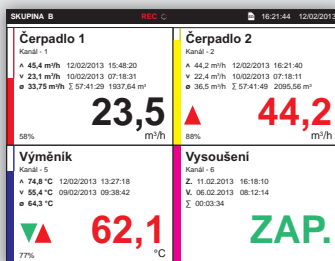 SKUPINA B REC 16:21:44 12/02/2013
Čerpadlo 1
Kanál - 1
∧ 45,4 m³/h 12/02/2013 15:48:20
∨ 23,1 m³/h 10/02/2013 07:18:31
ø 33,75 m³/h Σ 57:41:29 1937,64 m³
23,5
58% m³/h
Čerpadlo 2
Kanál - 2
∧ 44,2 m³/h 12/02/2013 16:21:40
∨ 22,4 m³/h 10/02/2013 07:18:11
ø 36,5 m³/h Σ 57:41:49 2095,56 m³
44,2
88% m³/h
Výměník
Kanál - 5
∧ 74,8 °C 12/02/2013 13:27:18
∨ 55,4 °C 09/02/2013 09:38:42
ø 64,3 °C
62,1
77% °C
Vysoušení
Kanál - 6
Z. 11.02.2013 16:18:10
V. 06.02.2013 08:12:14
Σ 00:03:34
ZAP.